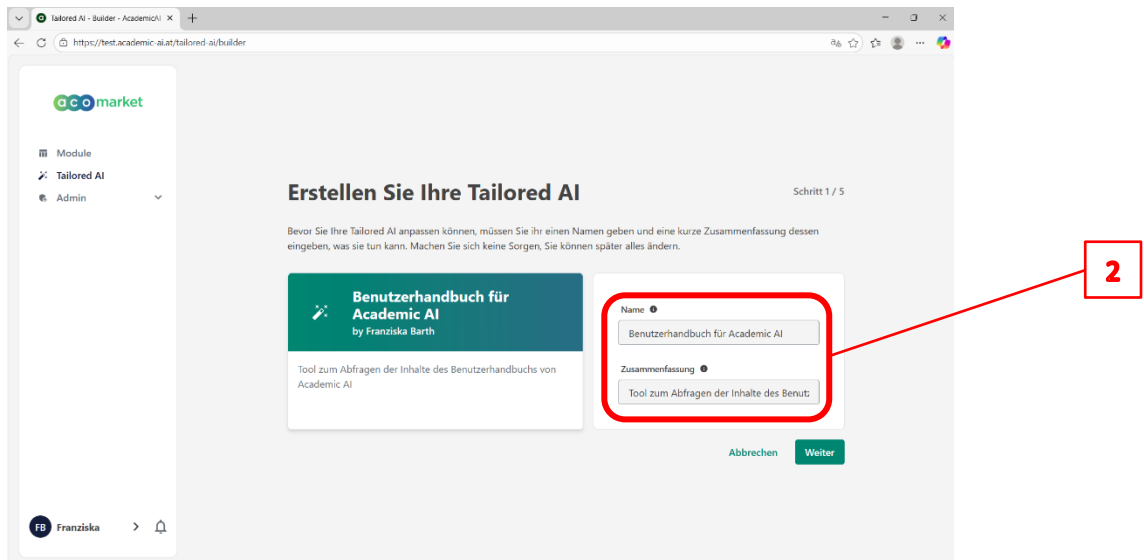 Tailored AI - Builder - AcademicAI
https://test.academic-ai.at/tailored-ai/builder
aco market
Module
Tailored AI
Admin
Erstellen Sie Ihre Tailored AI
Schritt 1 / 5
Bevor Sie Ihre Tailored AI anpassen können, müssen Sie ihr einen Namen geben und eine kurze Zusammenfassung dessen
eingeben, was sie tun kann. Machen Sie sich keine Sorgen, Sie können später alles ändern.
Benutzerhandbuch für
Academic AI
by Franziska Barth
Tool zum Abfragen der Inhalte des Benutzerhandbuchs von
Academic AI
Name
Benutzerhandbuch für Academic AI
Zusammenfassung
Tool zum Abfragen der Inhalte des Benutz
2
Abbrechen
Weiter
FB
Franziska